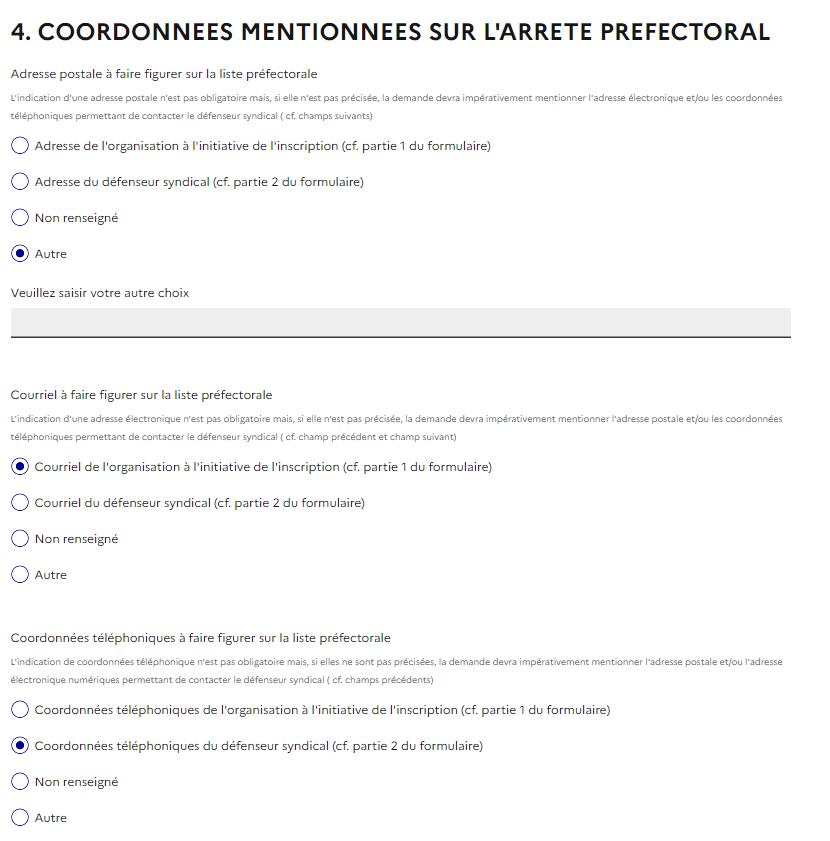 4. COORDONNEES MENTIONNEES SUR L'ARRETE PREFECTORAL
Adresse postale à faire figurer sur la liste préfectorale
L'indication d'une adresse postale n'est pas obligatoire mais, si elle n'est pas précisée, la demande devra impérativement mentionner l'adresse électronique et/ou les coordonnées
téléphoniques permettant de contacter le défenseur syndical ( cf. champs suivants)
Adresse de l'organisation à l'initiative de l'inscription (cf. partie 1 du formulaire)
Adresse du défenseur syndical (cf. partie 2 du formulaire)
Non renseigné
Autre
Veuillez saisir votre autre choix
Courriel à faire figurer sur la liste préfectorale
L'indication d'une adresse électronique n'est pas obligatoire mais, si elle n'est pas précisée, la demande devra impérativement mentionner l'adresse postale et/ou les coordonnées
téléphoniques permettant de contacter le défenseur syndical ( cf. champ précédent et champ suivant)
Courriel de l'organisation à l'initiative de l'inscription (cf. partie 1 du formulaire)
Courriel du défenseur syndical (cf. partie 2 du formulaire)
Non renseigné
Autre
Coordonnées téléphoniques à faire figurer sur la liste préfectorale
L'indication de coordonnées téléphonique n'est pas obligatoire mais, si elles ne sont pas précisées, la demande devra impérativement mentionner l'adresse postale et/ou l'adresse
électronique numériques permettant de contacter le défenseur syndical ( cf. champs précédents)
Coordonnées téléphoniques de l'organisation à l'initiative de l'inscription (cf. partie 1 du formulaire)
Coordonnées téléphoniques du défenseur syndical (cf. partie 2 du formulaire)
Non renseigné
Autre